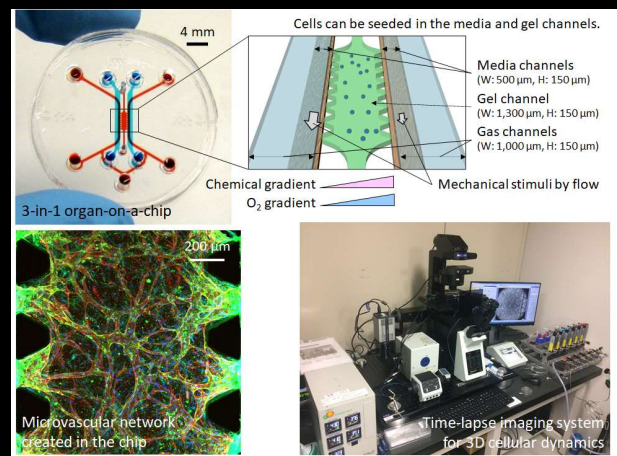 4 mm
3-in-1 organ-on-a-chip
Cells can be seeded in the media and gel channels.
Media channels
(W: 500 μm, H: 150 μm)
Gel channel
(W: 1,300 μm, H: 150 μm)
Gas channels
(W: 1,000 μm, H: 150 μm)
Chemical gradient
O₂ gradient
Mechanical stimuli by flow
200 μm
Microvascular network
created in the chip
Time-lapse imaging system
for 3D cellular dynamics